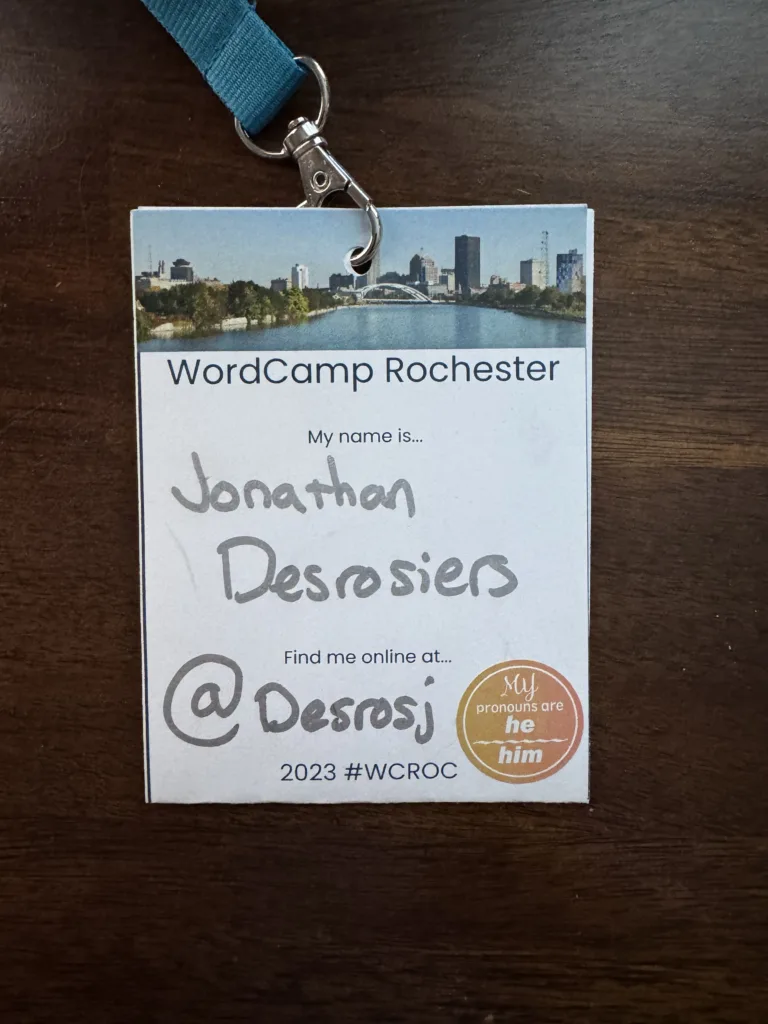 WordCamp Rochester
My name is...
Jonathan
Desrosiers
Find me online at...
@Desrosj
My
pronouns are
he
him
2023 #WCROC